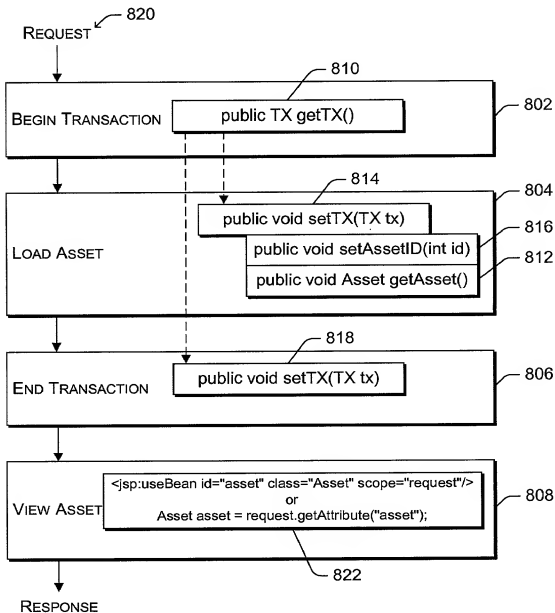 REQUEST 820
810
BEGIN TRANSACTION public TX getTX() 802
814
804
public void setTX(TX tx)
816
public void setAssetID(int id)
LOAD ASSET
812
public void Asset getAsset()
818
END TRANSACTION public void setTX(TX tx) 806
<jsp:useBean id="asset" class="Asset" scope="request"/>
or
VIEW ASSET Asset asset = request.getAttribute("asset"); 808
822
RESPONSE